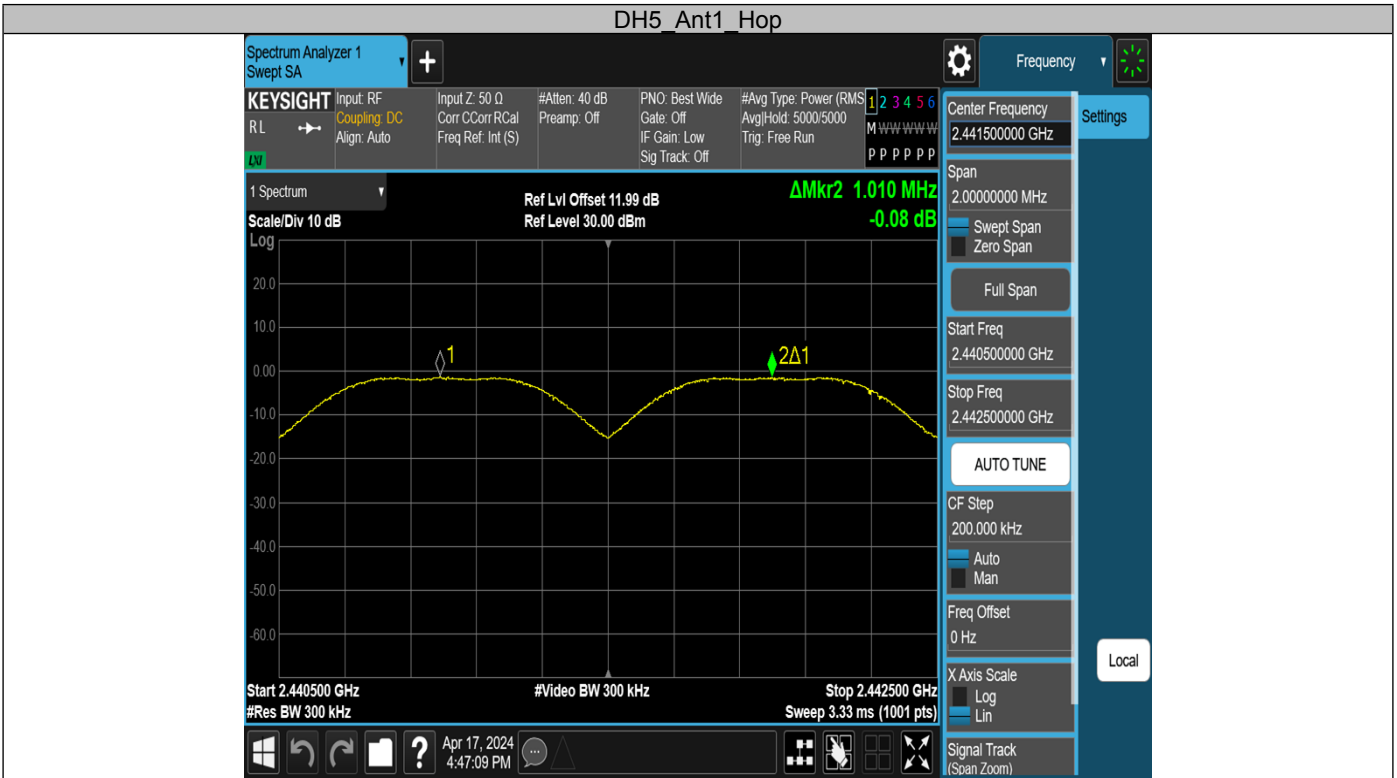 DH5_Ant1_Hop
Spectrum Analyzer 1
Swept SA
Frequency
KEYSIGHT
R L
LXI
Input: RF
Coupling: DC
Align: Auto
Input Z: 50 Ω
Corr CCorr RCal
Freq Ref: Int (S)
#Atten: 40 dB
Preamp: Off
PNO: Best Wide
Gate: Off
IF Gain: Low
Sig Track: Off
#Avg Type: Power (RMS
Avg|Hold: 5000/5000
Trig: Free Run
1 2 3 4 5 6
M W W W W W
P P P P P P
1 Spectrum
Scale/Div 10 dB
Log
Ref Lvl Offset 11.99 dB
Ref Level 30.00 dBm
ΔMkr2 1.010 MHz
-0.08 dB
20.0
10.0
0.00
-10.0
-20.0
-30.0
-40.0
-50.0
-60.0
1
2Δ1
Start 2.440500 GHz
#Res BW 300 kHz
#Video BW 300 kHz
Stop 2.442500 GHz
Sweep 3.33 ms (1001 pts)
Center Frequency
2.441500000 GHz
Span
2.00000000 MHz
Swept Span
Zero Span
Full Span
Start Freq
2.440500000 GHz
Stop Freq
2.442500000 GHz
AUTO TUNE
CF Step
200.000 kHz
Auto
Man
Freq Offset
0 Hz
X Axis Scale
Log
Lin
Signal Track
(Span Zoom)
Settings
Local
?
Apr 17, 2024
4:47:09 PM